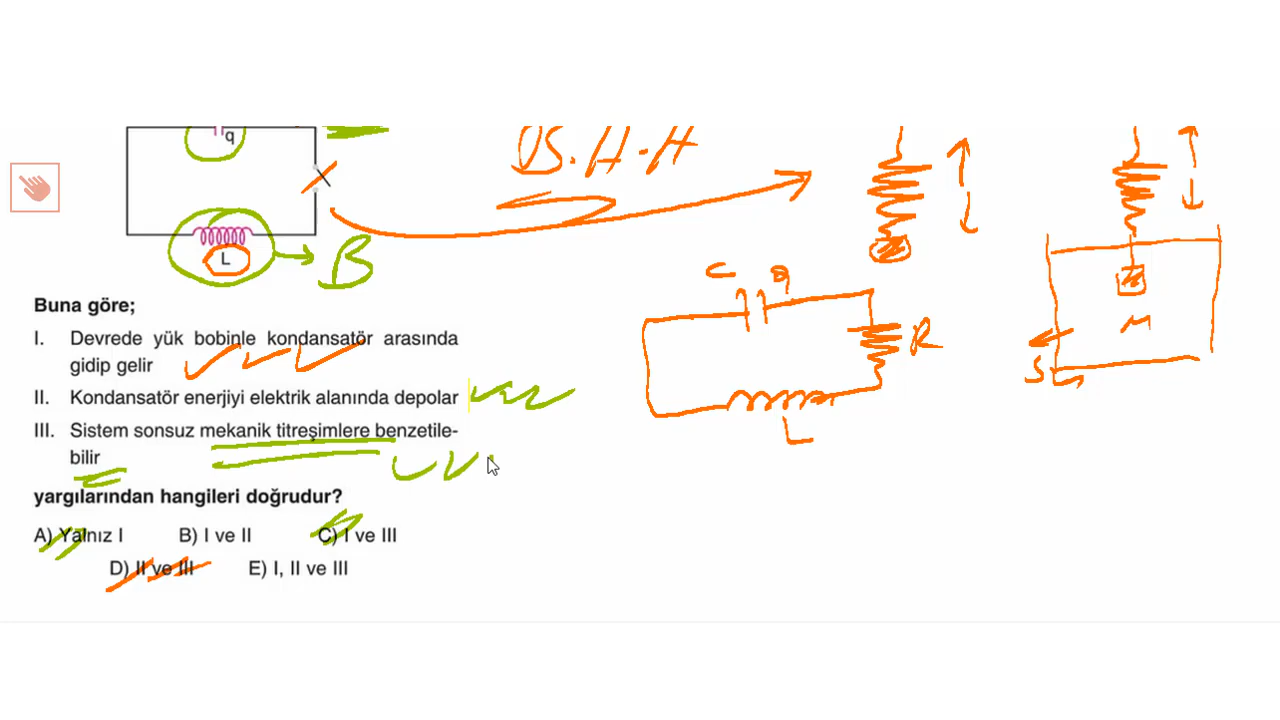 q
B.H.H
L
B
C q
R
L
M
S
Buna göre;
I. Devrede yük bobinle kondansatör arasında
gidip gelir
II. Kondansatör enerjiyi elektrik alanında depolar
III. Sistem sonsuz mekanik titreşimlere benzetile-
bilir
yargılarından hangileri doğrudur?
A) Yalnız I B) I ve II C) I ve III
D) II ve III E) I, II ve III